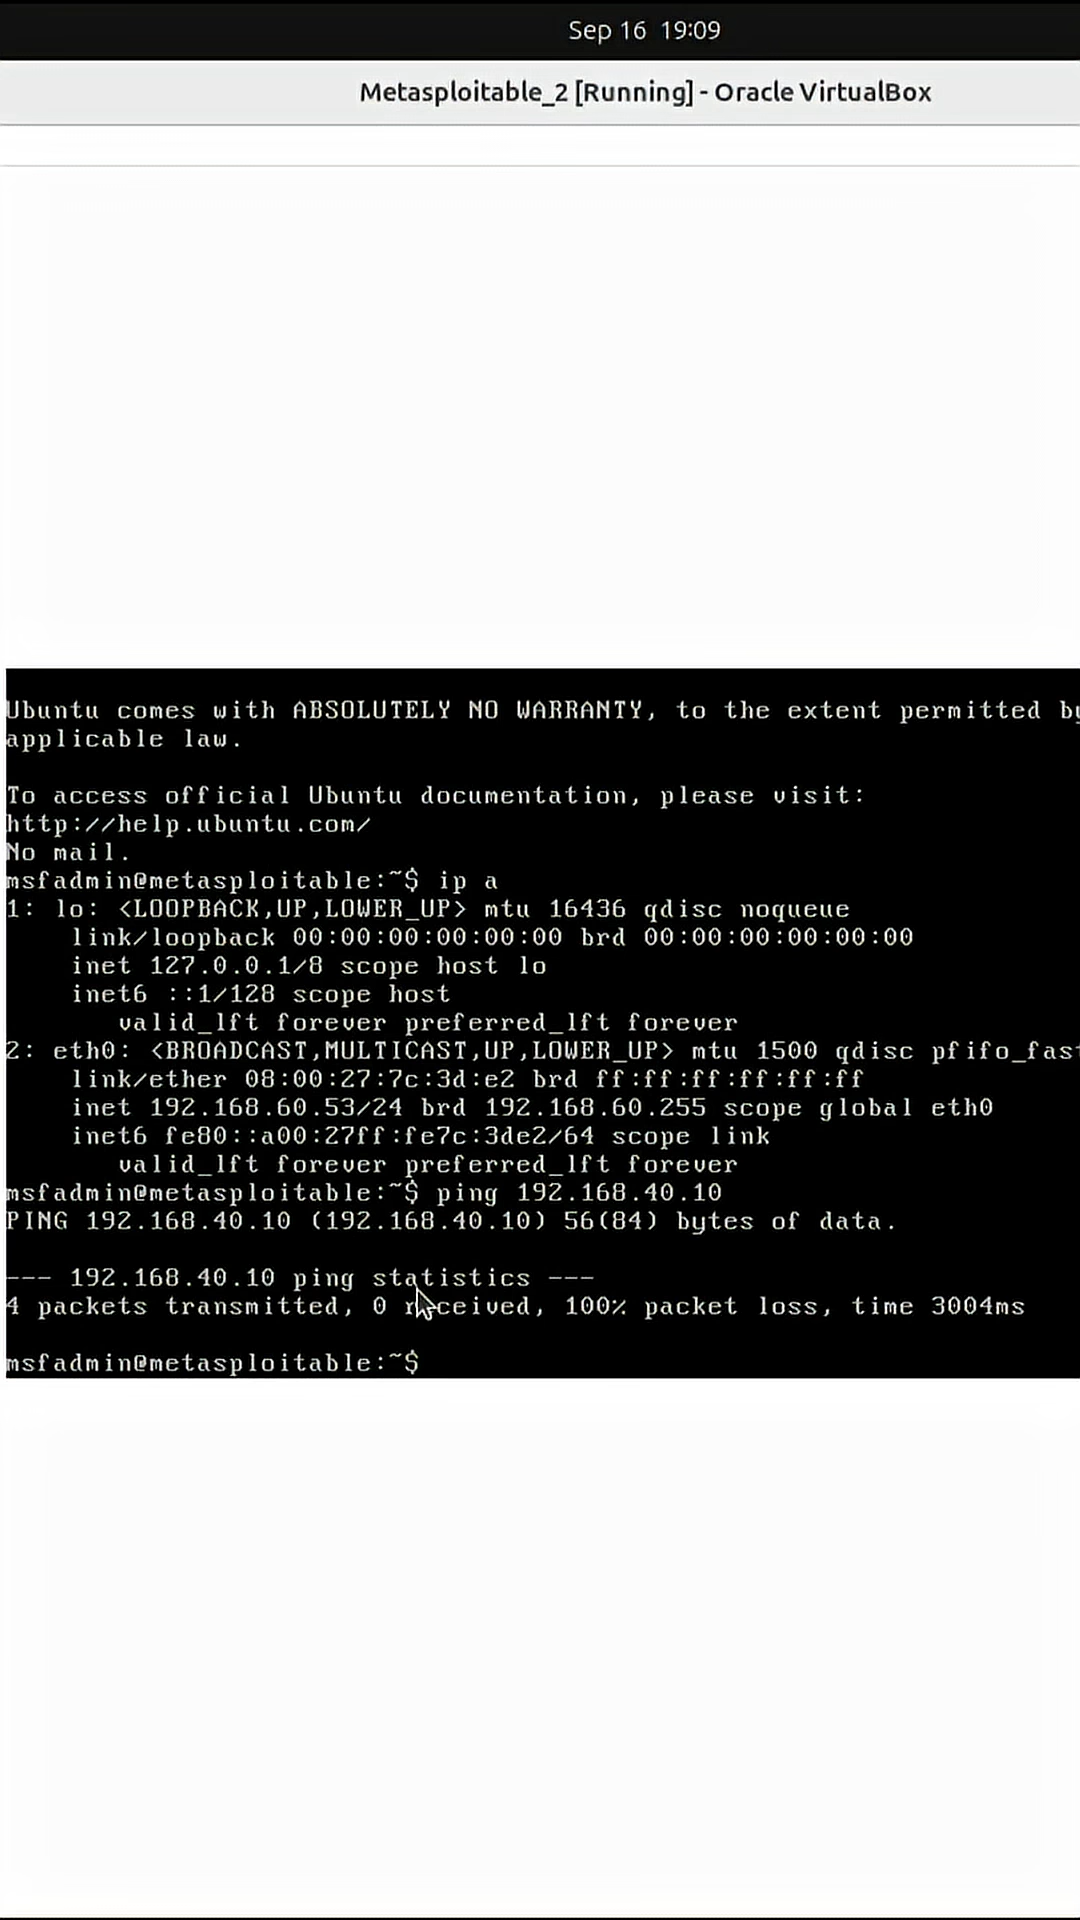 Sep 16 19:09
Metasploitable_2 [Running] - Oracle VirtualBox
Ubuntu comes with ABSOLUTELY NO WARRANTY, to the extent permitted by
applicable law.
To access official Ubuntu documentation, please visit:
http://help.ubuntu.com/
No mail.
msfadmin@metasploitable:~$ ip a
1: lo: <LOOPBACK,UP,LOWER_UP> mtu 16436 qdisc noqueue
link/loopback 00:00:00:00:00:00 brd 00:00:00:00:00:00
inet 127.0.0.1/8 scope host lo
inet6 ::1/128 scope host
valid_lft forever preferred_lft forever
2: eth0: <BROADCAST,MULTICAST,UP,LOWER_UP> mtu 1500 qdisc pfifo_fast
link/ether 08:00:27:7c:3d:e2 brd ff:ff:ff:ff:ff:ff
inet 192.168.60.53/24 brd 192.168.60.255 scope global eth0
inet6 fe80::a00:27ff:fe7c:3de2/64 scope link
valid_lft forever preferred_lft forever
msfadmin@metasploitable:~$ ping 192.168.40.10
PING 192.168.40.10 (192.168.40.10) 56(84) bytes of data.
--- 192.168.40.10 ping statistics ---
4 packets transmitted, 0 received, 100% packet loss, time 3004ms
msfadmin@metasploitable:~$